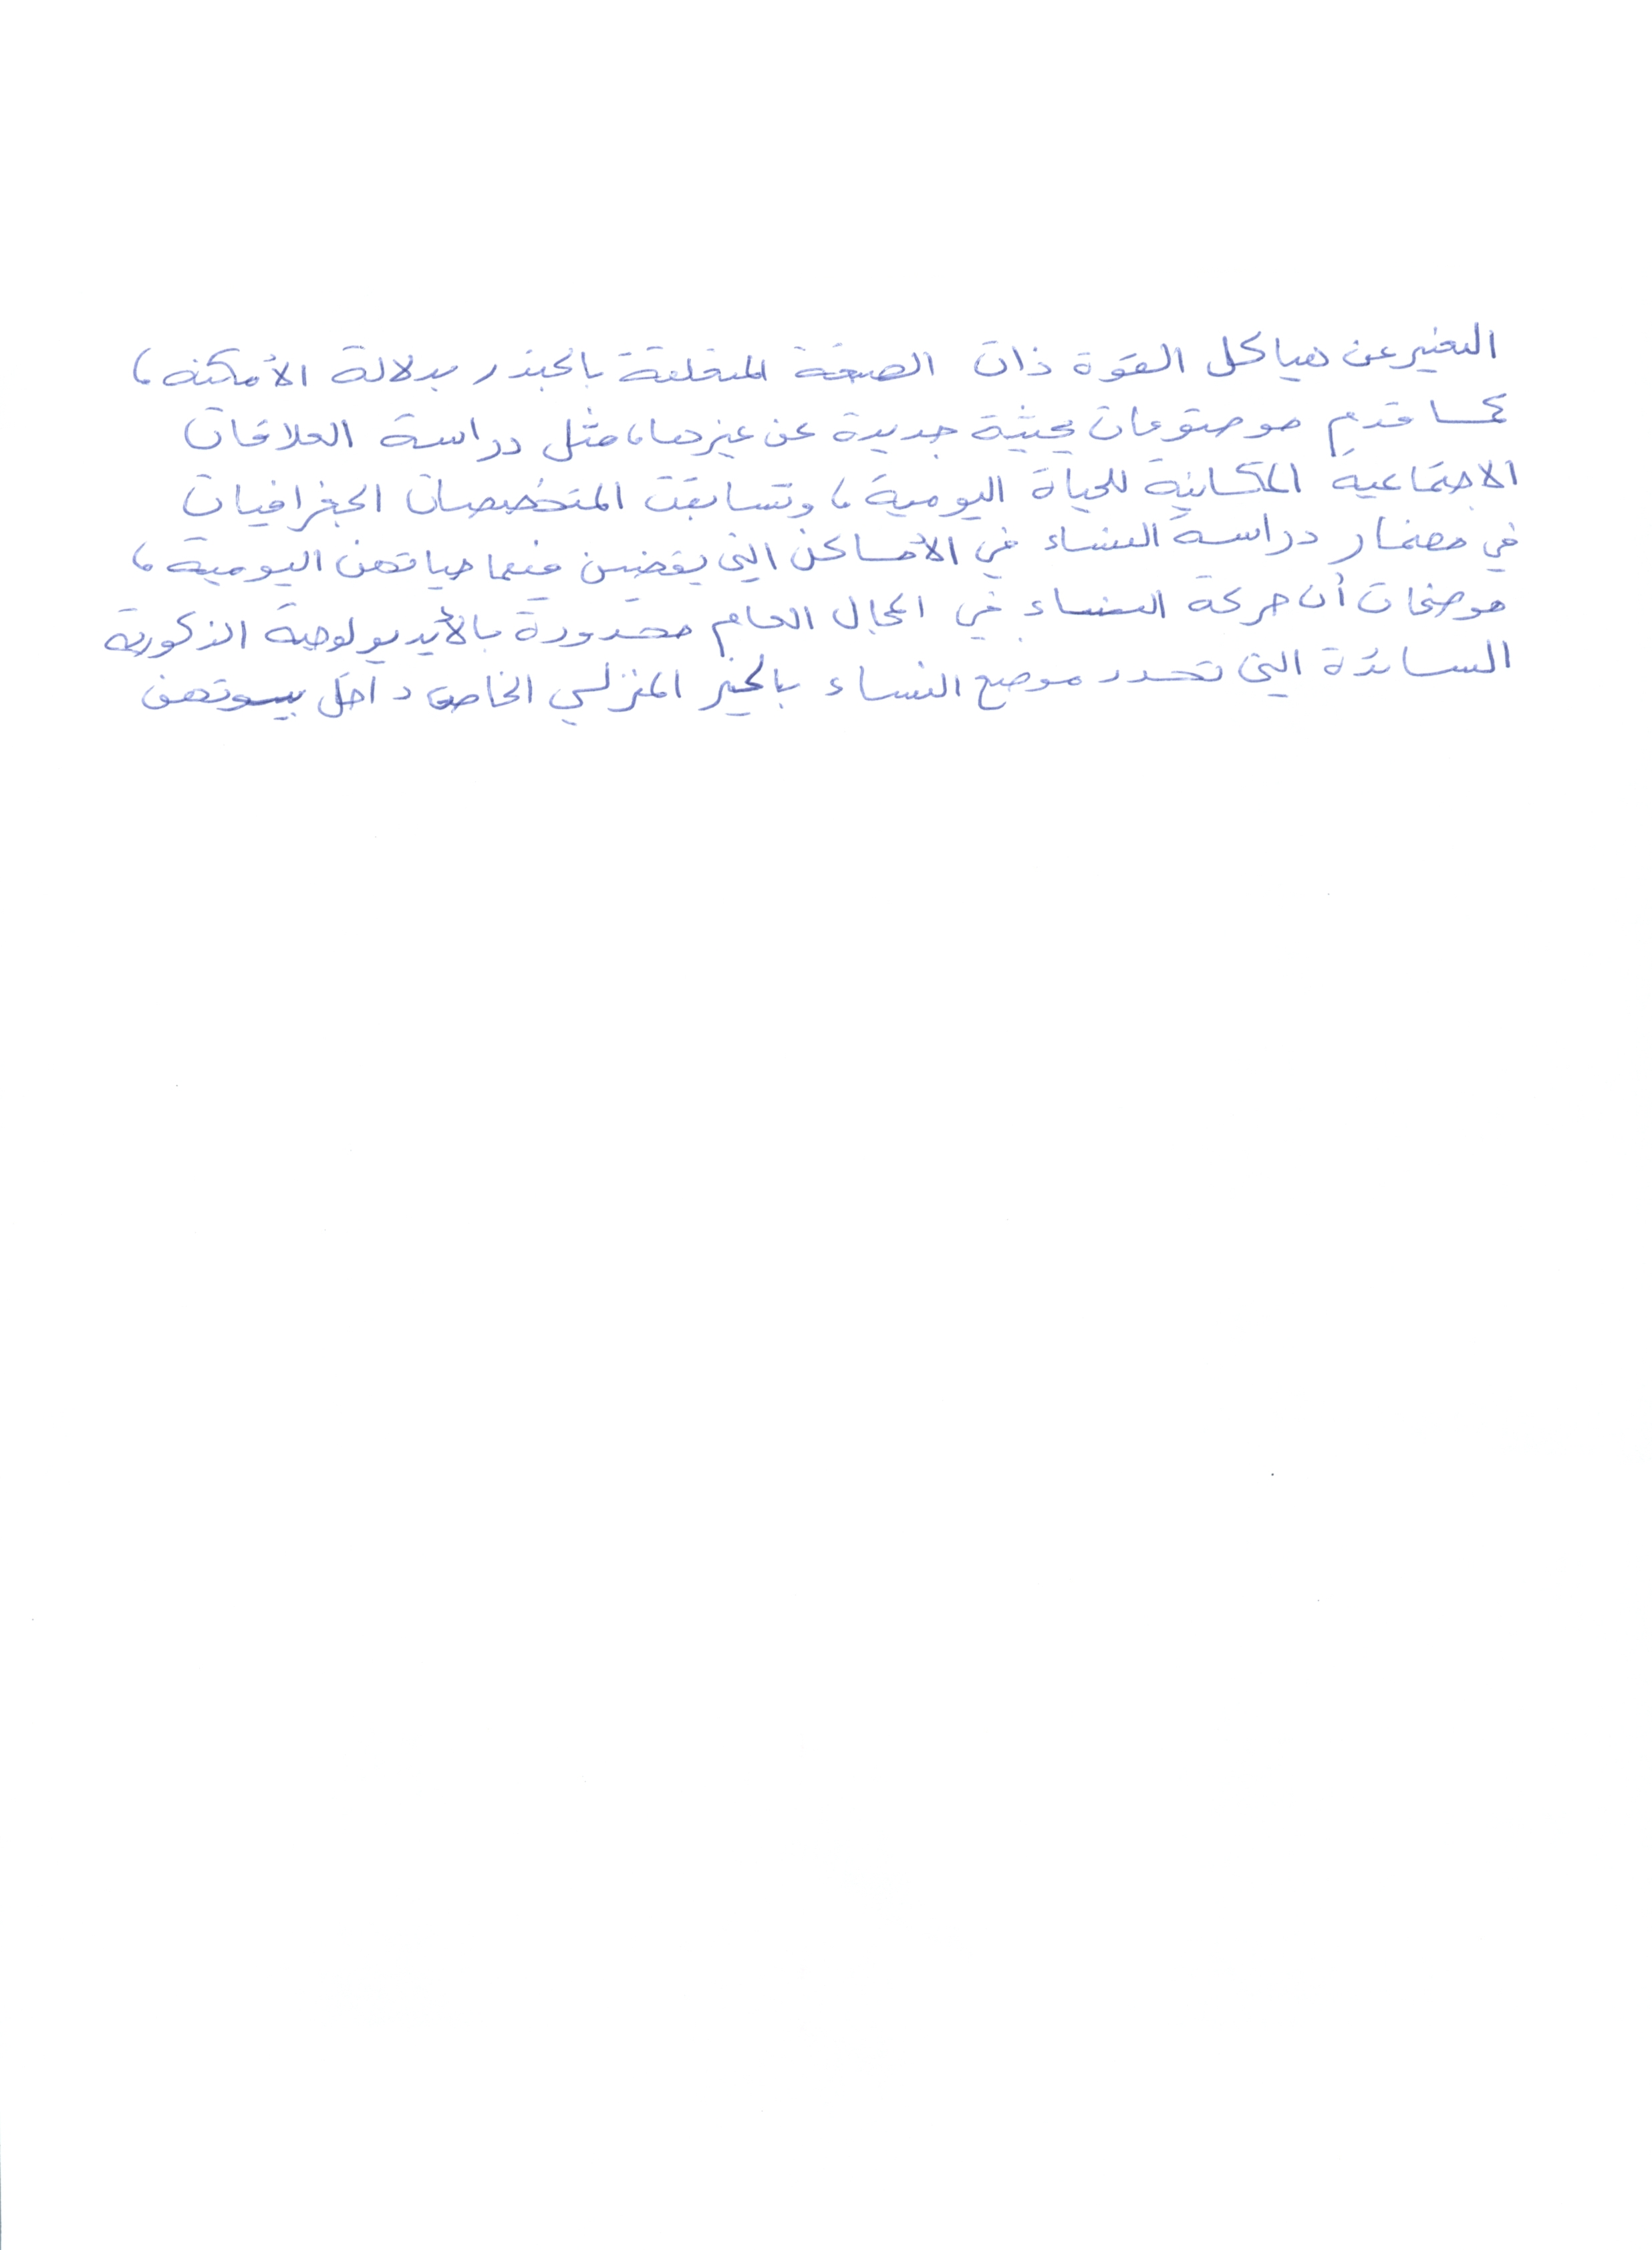 التعبير عن هياكل القوة ذات الصفة المتعلقة بالجندر بدلالة الأمكنة،
كما قدم موضوعات بحثية جديدة عن غيرها، مثل دراسة العلاقات
الاجتماعية المكانية للحياة اليومية، وتسابقت المتخصصات الجغرافيات
في مضمار دراسة النساء في الأماكن التي يقضين فيها حياتهن اليومية،
موضحات أن حركة النساء في المجال العام محدودة بالأيديولوجية الذكورية
السائدة التي تحدد موضع النساء بالحيز المنزلي الخاص داخل بيوتهن